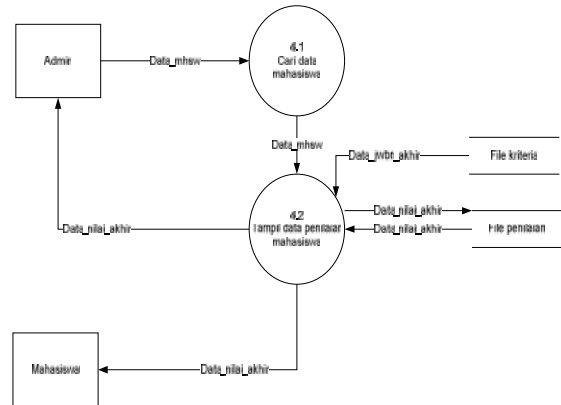 4.1
Cari data
mahasiswa
Admin
Data_mhsw
Data_mhsw
Data_jwbn_akhir
File kriteria
4.2
Tampil data penilaian
mahasiswa
Data_nilai_akhir
Data_nilai_akhir
File penilaian
Data_nilai_akhir
Mahasiswa
Data_nilai_akhir